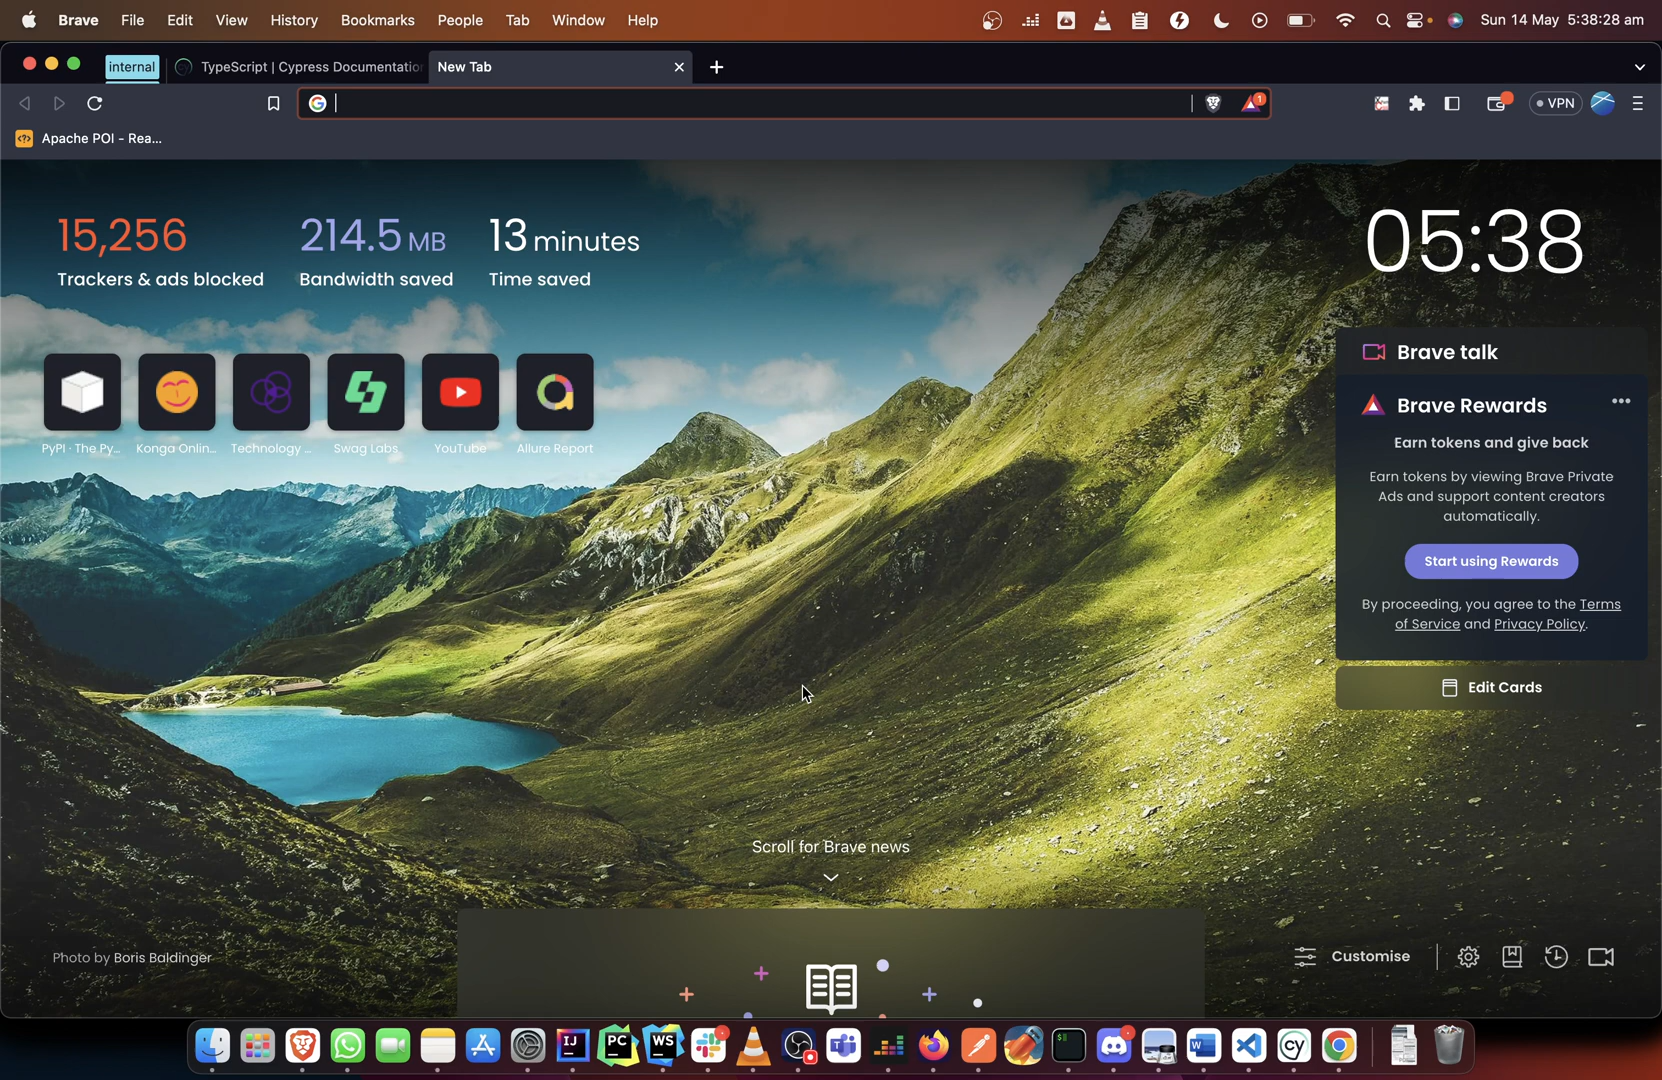 Brave File Edit View History Bookmarks People Tab Window Help Sun 14 May 5:38:28 am
internal TypeScript | Cypress Documentatio New Tab
1 VPN
Apache POI - Rea...
15,256 214.5 MB 13 minutes
Trackers & ads blocked Bandwidth saved Time saved
05:38
Brave talk
Brave Rewards
Earn tokens and give back
Earn tokens by viewing Brave Private
Ads and support content creators
automatically.
Start using Rewards
By proceeding, you agree to the Terms
of Service and Privacy Policy.
Edit Cards
PyPI · The Py... Konga Onlin... Technology ... Swag Labs YouTube Allure Report
Scroll for Brave news
Photo by Boris Baldinger
Customise
IJ PC WS W cy